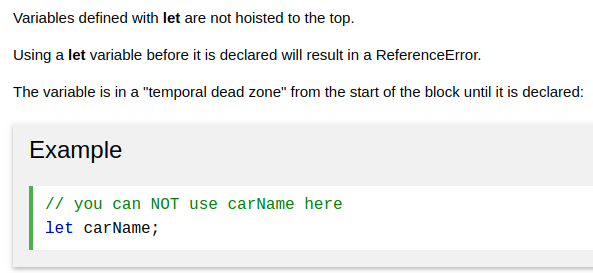 Variables defined with let are not hoisted to the top.
Using a let variable before it is declared will result in a ReferenceError.
The variable is in a "temporal dead zone" from the start of the block until it is declared:
Example
// you can NOT use carName here
let carName;